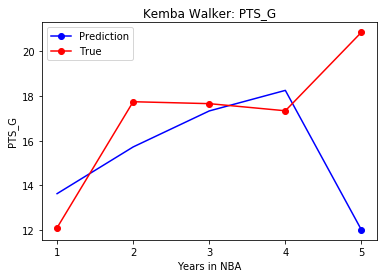 Kemba Walker: PTS_G
Prediction
True
PTS_G
20
18
16
14
12
1 2 3 4 5
Years in NBA